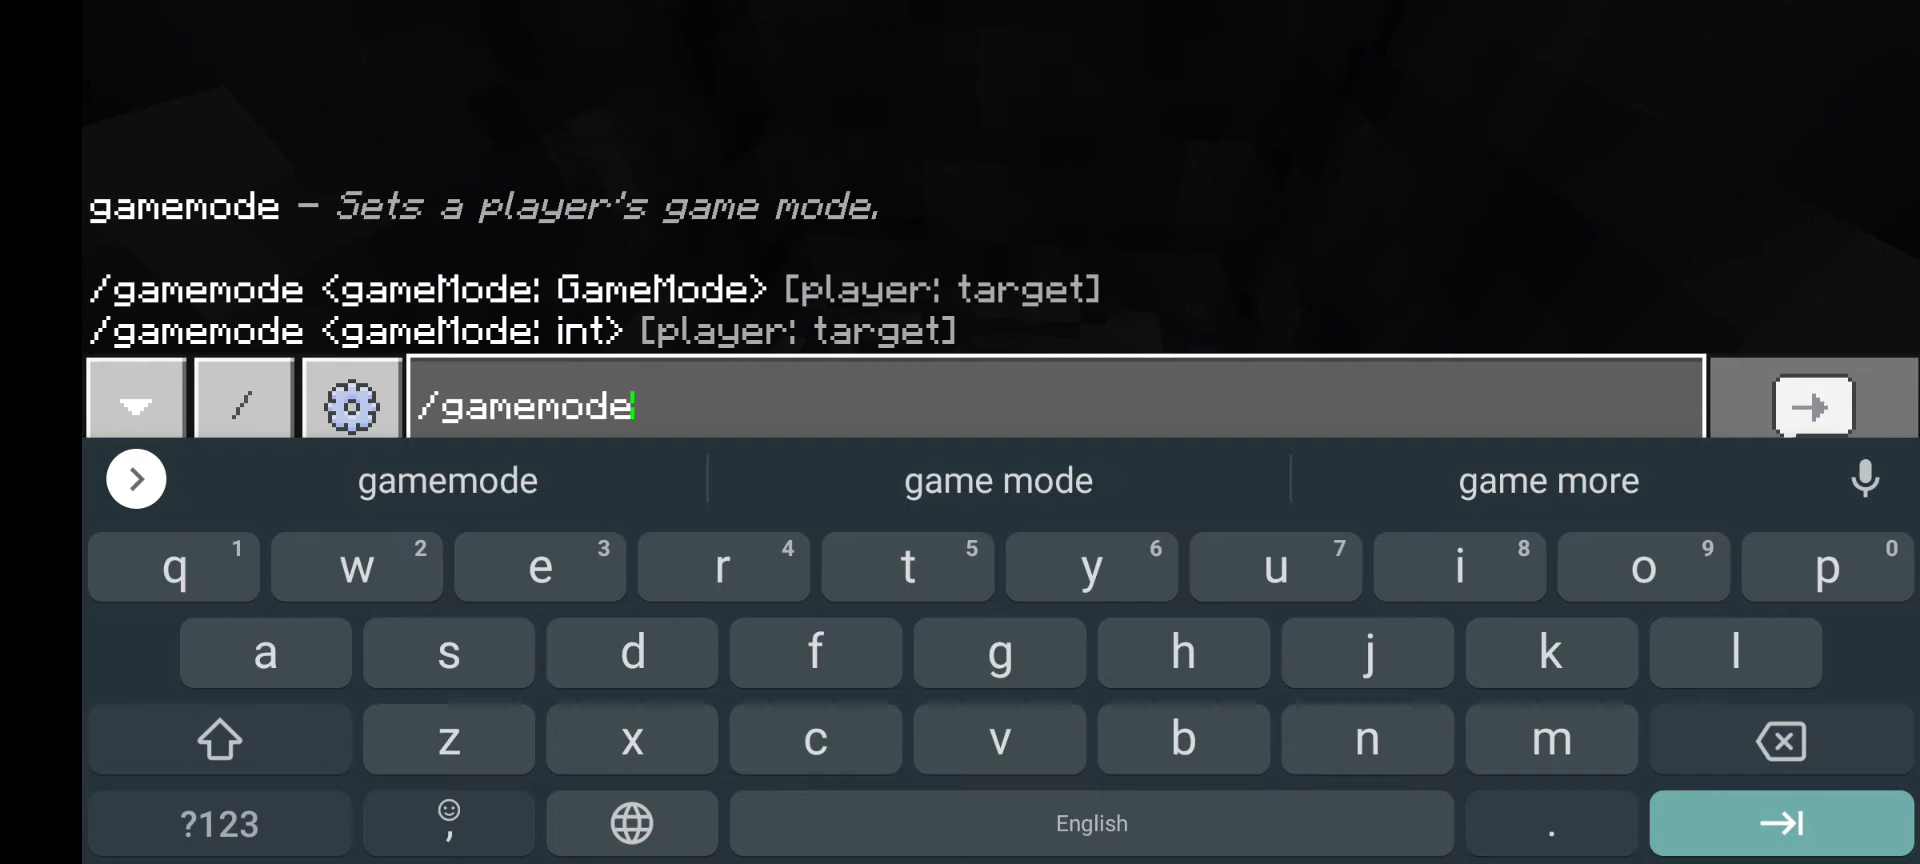 gamemode – Sets a player's game mode.
/gamemode <gameMode: GameMode> [player: target]
/gamemode <gameMode: int> [player: target]
/ /gamemode
gamemode game mode game more
q 1 w 2 e 3 r 4 t 5 y 6 u 7 i 8 o 9 p 0
a s d f g h j k l
z x c v b n m
?123 , English .